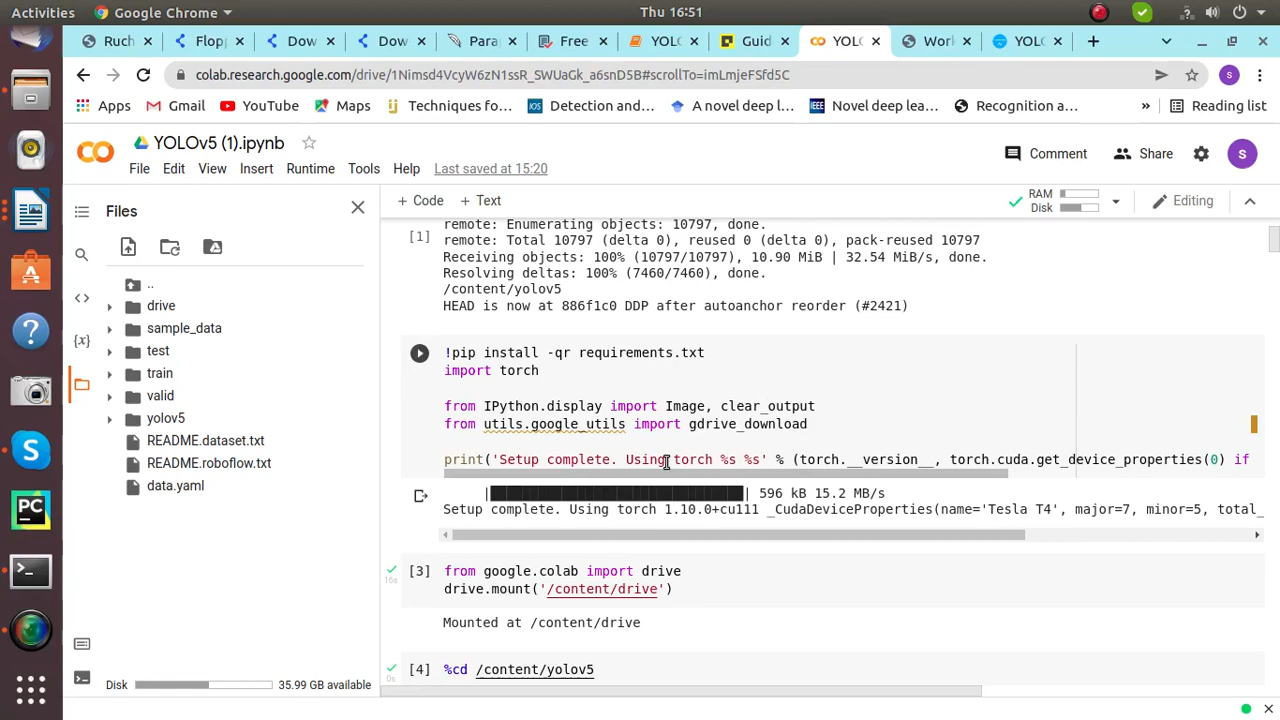 Activities Google Chrome Thu 16:51
Ruch Flopp Dow Dow Para Free YOLO Guid YOLO Work YOLO
colab.research.google.com/drive/1Nimsd4VcyW6zN1ssR_SWUaGk_a6snD5B#scrollTo=imLmjeFSfd5C S
Apps Gmail YouTube Maps Techniques fo... Detection and... A novel deep l... Novel deep lea... Recognition a... » Reading list
CO YOLOv5 (1).ipynb Comment Share S
File Edit View Insert Runtime Tools Help Last saved at 15:20
Files
+ Code + Text RAM Disk Editing
..
drive
sample_data
test
train
valid
yolov5
README.dataset.txt
README.roboflow.txt
data.yaml
Disk 35.99 GB available
remote: Enumerating objects: 10797, done.
[1] remote: Total 10797 (delta 0), reused 0 (delta 0), pack-reused 10797
Receiving objects: 100% (10797/10797), 10.90 MiB | 32.54 MiB/s, done.
Resolving deltas: 100% (7460/7460), done.
/content/yolov5
HEAD is now at 886f1c0 DDP after autoanchor reorder (#2421)
!pip install -qr requirements.txt
import torch
from IPython.display import Image, clear_output
from utils.google_utils import gdrive_download
print('Setup complete. Using torch %s %s' % (torch.__version__, torch.cuda.get_device_properties(0) if
|████████████████████████████████| 596 kB 15.2 MB/s
Setup complete. Using torch 1.10.0+cu111 _CudaDeviceProperties(name='Tesla T4', major=7, minor=5, total_
[3] from google.colab import drive
16s drive.mount('/content/drive')
Mounted at /content/drive
[4] %cd /content/yolov5
0s